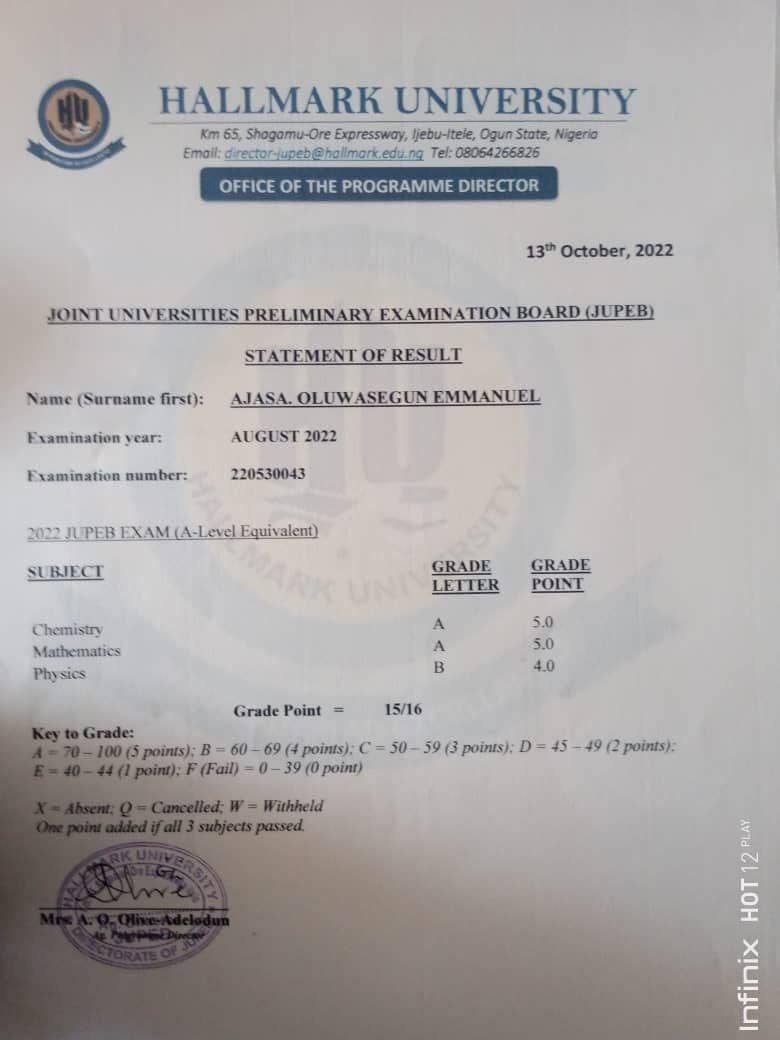 HALLMARK UNIVERSITY
Km 65, Shagamu-Ore Expressway, Ijebu-Itele, Ogun State, Nigeria
Email: director-jupeb@hallmark.edu.ng Tel: 08064266826
OFFICE OF THE PROGRAMME DIRECTOR
13th October, 2022
JOINT UNIVERSITIES PRELIMINARY EXAMINATION BOARD (JUPEB)
STATEMENT OF RESULT
Name (Surname first): AJASA. OLUWASEGUN EMMANUEL
Examination year: AUGUST 2022
Examination number: 220530043
2022 JUPEB EXAM (A-Level Equivalent)
SUBJECT GRADE LETTER GRADE POINT
Chemistry A 5.0
Mathematics A 5.0
Physics B 4.0
Grade Point = 15/16
Key to Grade:
A = 70 – 100 (5 points); B = 60 – 69 (4 points); C = 50 – 59 (3 points); D = 45 – 49 (2 points);
E = 40 – 44 (1 point); F (Fail) = 0 – 39 (0 point)
X = Absent; Q = Cancelled; W = Withheld
One point added if all 3 subjects passed.
HALLMARK UNIVERSITY
Mrs. A. O. Olive-Adelodun
Ag. Director
DIRECTORATE OF JUPEB
HALLMARK UNIVERSITY
Infinix HOT 12 PLAY